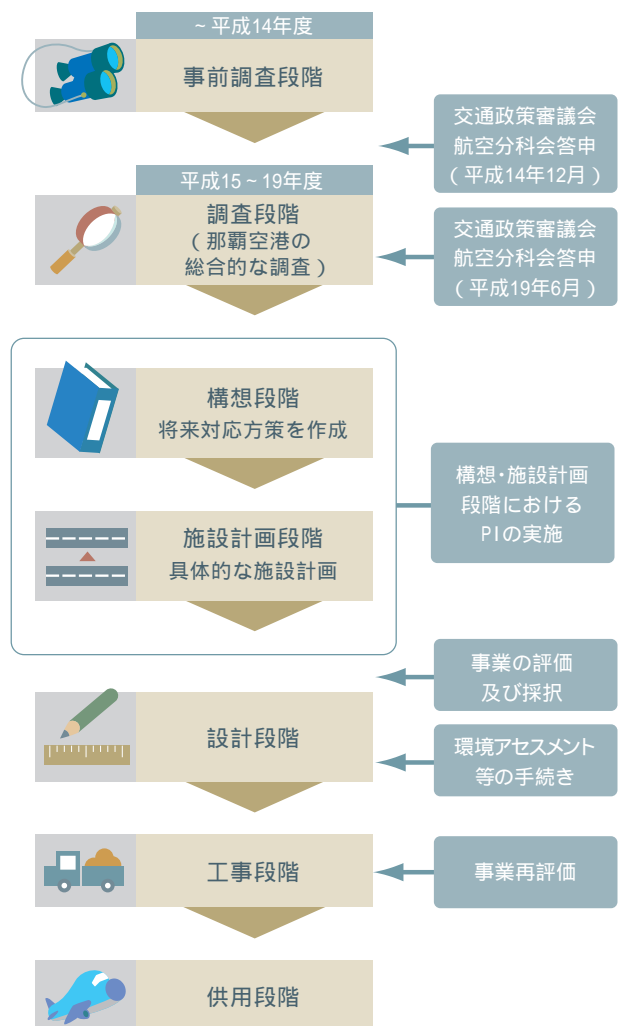 ~平成14年度
事前調査段階
交通政策審議会
航空分科会答申
（平成14年12月）
平成15~19年度
調査段階
（那覇空港の
総合的な調査）
交通政策審議会
航空分科会答申
（平成19年6月）
構想段階
将来対応方策を作成
施設計画段階
具体的な施設計画
構想・施設計画
段階における
PIの実施
事業の評価
及び採択
設計段階
環境アセスメント
等の手続き
工事段階
事業再評価
供用段階